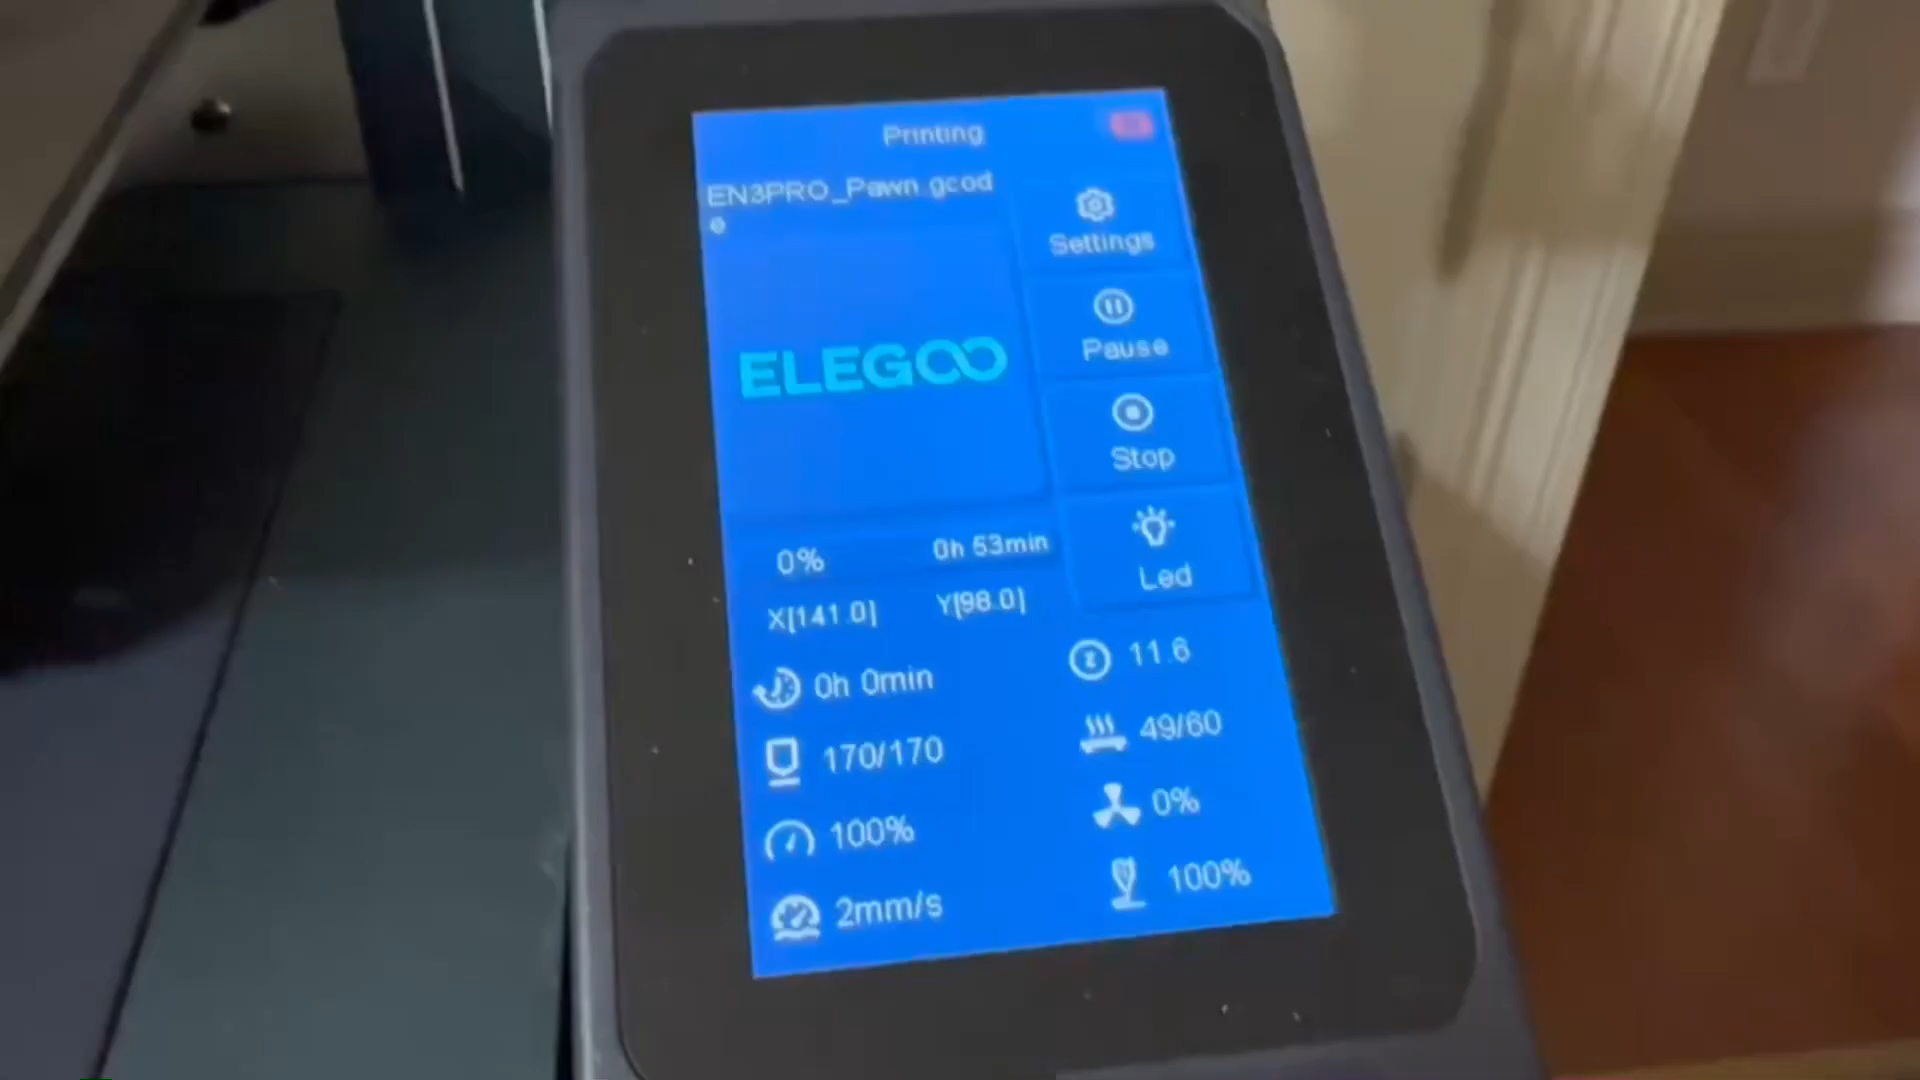 Printing
EN3PRO_Pawn.gcod
e
Settings
Pause
ELEGOO
Stop
Led
0% 0h 53min
X[141.0] Y[98.0]
0h 0min 11.6
170/170 49/60
100% 0%
2mm/s 100%